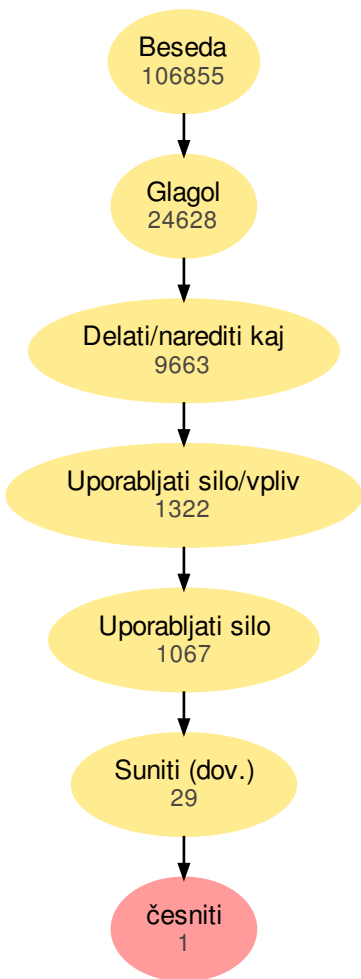 Beseda
106855
Glagol
24628
Delati/narediti kaj
9663
Uporabljati silo/vpliv
1322
Uporabljati silo
1067
Suniti (dov.)
29
česniti
1